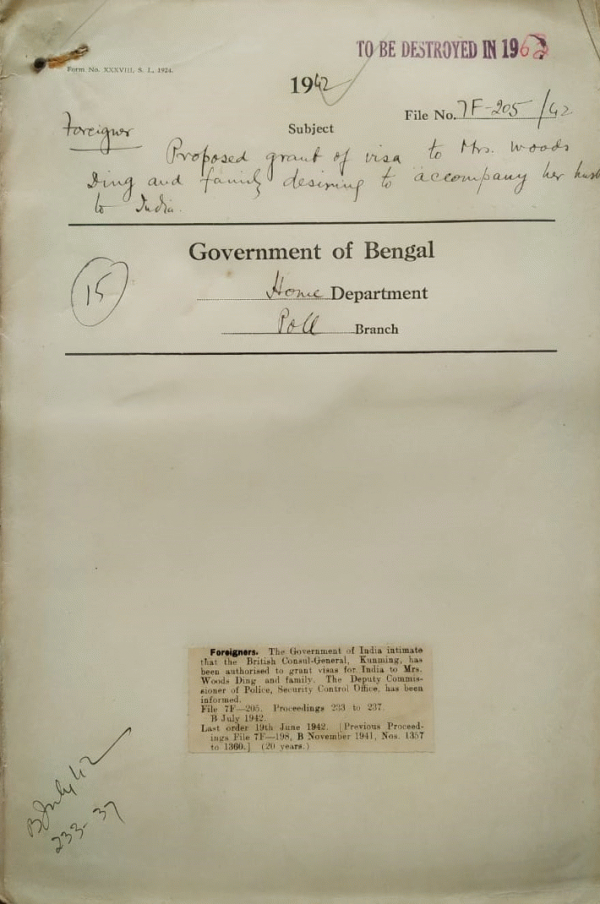 TO BE DESTROYED IN 1962
Form No. XXXVIII, S. L., 1924.
1942
File No. 7F-205/42
Foreigner
Subject
Proposed grant of visa to Mrs. Woods
Ding and family desiring to accompany her husb
to India.
Government of Bengal
15
Home Department
Poll Branch
Foreigners. The Government of India intimate
that the British Consul-General, Kunming, has
been authorised to grant visas for India to Mrs.
Woods Ding and family. The Deputy Commis-
sioner of Police, Security Control Office, has been
informed.
File 7F—205. Proceedings 233 to 237.
B July 1942.
Last order 19th June 1942. [Previous Proceed-
ings File 7F—198, B November 1941, Nos. 1357
to 1360.] (20 years.)
B July 42
233-37